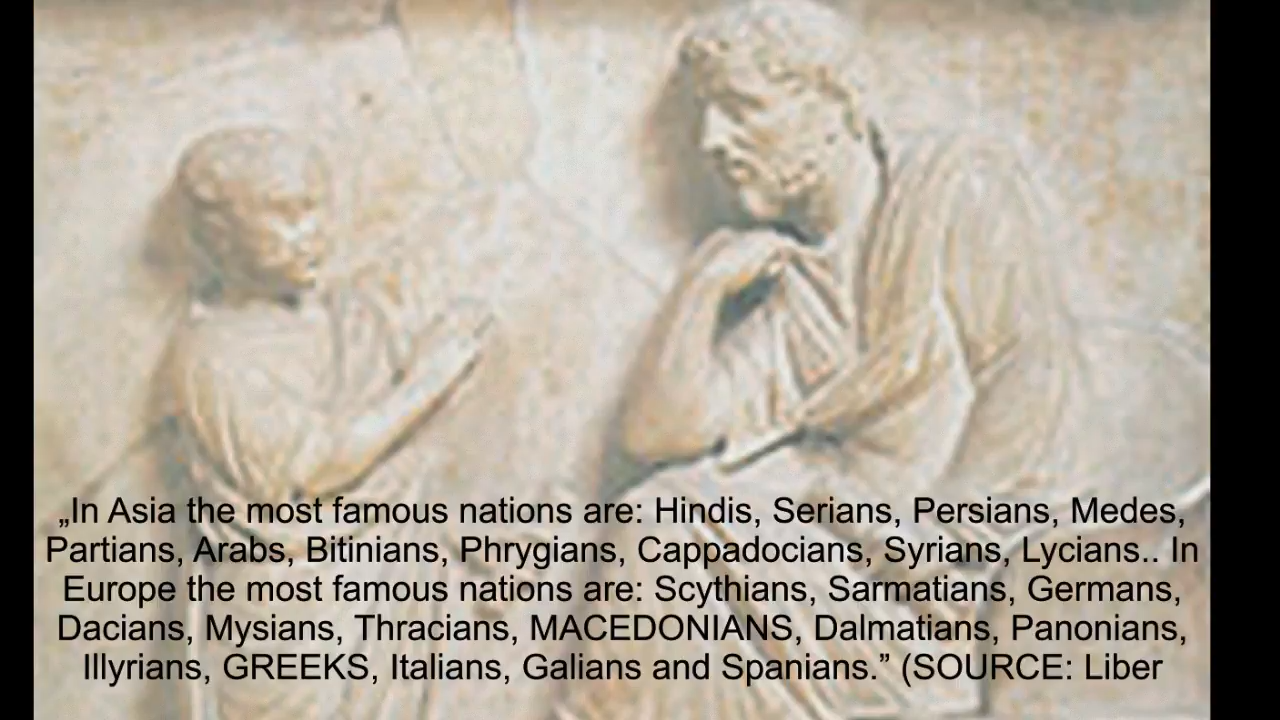 „In Asia the most famous nations are: Hindis, Serians, Persians, Medes,
Partians, Arabs, Bitinians, Phrygians, Cappadocians, Syrians, Lycians.. In
Europe the most famous nations are: Scythians, Sarmatians, Germans,
Dacians, Mysians, Thracians, MACEDONIANS, Dalmatians, Panonians,
Illyrians, GREEKS, Italians, Galians and Spanians.” (SOURCE: Liber